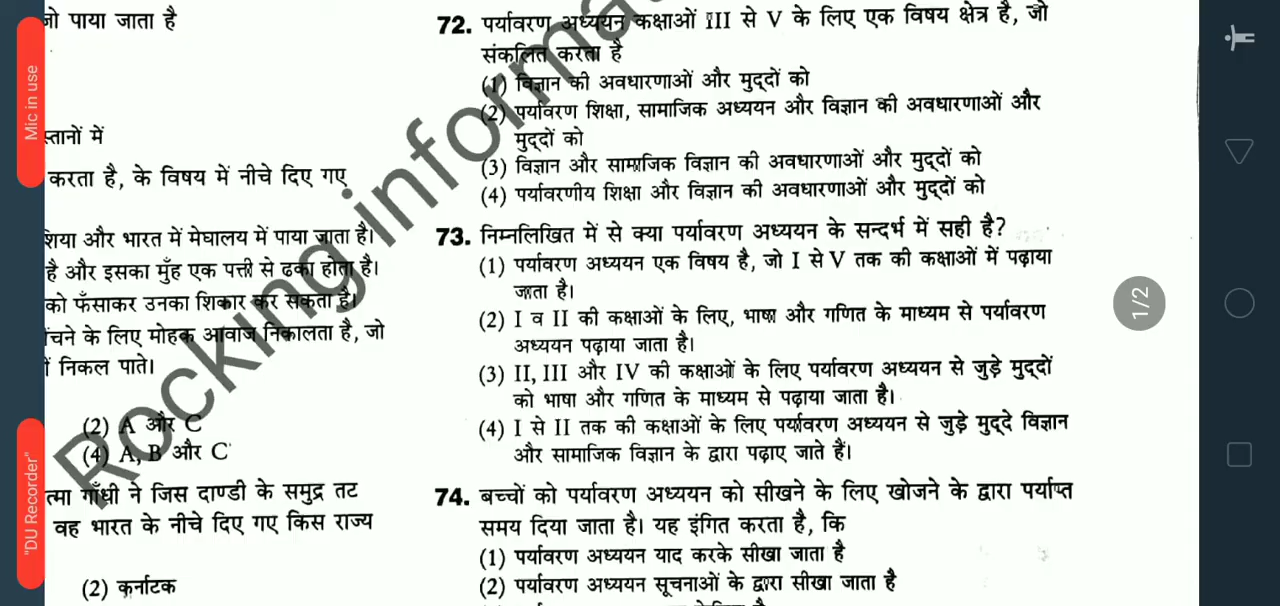 जो पाया जाता है
स्तानों में
करता है, के विषय में नीचे दिए गए
शिया और भारत में मेघालय में पाया जाता है।
है और इसका मुँह एक पत्ती से ढका होता है।
को फँसाकर उनका शिकार कर सकता है।
ंचने के लिए मोहक आवाज निकालता है, जो
ं निकल पाते।
(2) A और C
(4) A, B और C
त्मा गाँधी ने जिस दाण्डी के समुद्र तट
वह भारत के नीचे दिए गए किस राज्य
(2) कर्नाटक
72. पर्यावरण अध्ययन कक्षाओं III से V के लिए एक विषय क्षेत्र है, जो
संकलित करता है
(1) विज्ञान की अवधारणाओं और मुद्दों को
(2) पर्यावरण शिक्षा, सामाजिक अध्ययन और विज्ञान की अवधारणाओं और
मुद्दों को
(3) विज्ञान और सामाजिक विज्ञान की अवधारणाओं और मुद्दों को
(4) पर्यावरणीय शिक्षा और विज्ञान की अवधारणाओं और मुद्दों को
73. निम्नलिखित में से क्या पर्यावरण अध्ययन के सन्दर्भ में सही है?
(1) पर्यावरण अध्ययन एक विषय है, जो I से V तक की कक्षाओं में पढ़ाया
जाता है।
(2) I व II की कक्षाओं के लिए, भाषा और गणित के माध्यम से पर्यावरण
अध्ययन पढ़ाया जाता है।
(3) II, III और IV की कक्षाओं के लिए पर्यावरण अध्ययन से जुड़े मुद्दों
को भाषा और गणित के माध्यम से पढ़ाया जाता है।
(4) I से II तक की कक्षाओं के लिए पर्यावरण अध्ययन से जुड़े मुद्दे विज्ञान
और सामाजिक विज्ञान के द्वारा पढ़ाए जाते हैं।
74. बच्चों को पर्यावरण अध्ययन को सीखने के लिए खोजने के द्वारा पर्याप्त
समय दिया जाता है। यह इंगित करता है, कि
(1) पर्यावरण अध्ययन याद करके सीखा जाता है
(2) पर्यावरण अध्ययन सूचनाओं के द्वारा सीखा जाता है
Rocking informa
Mic in use
"DU Recorder"
1/2